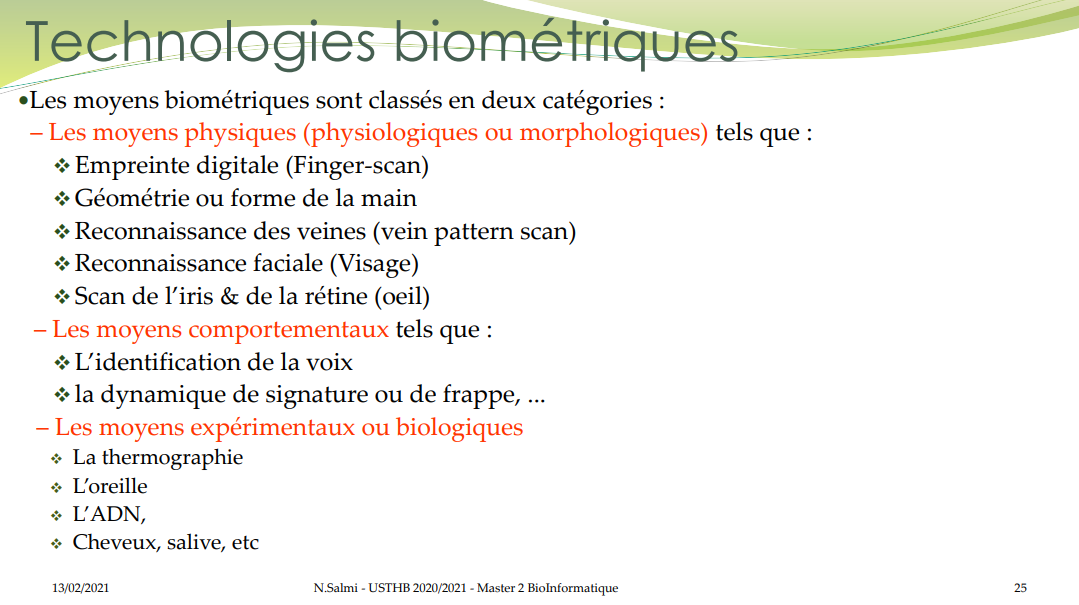 Technologies biométriques
•Les moyens biométriques sont classés en deux catégories :
– Les moyens physiques (physiologiques ou morphologiques) tels que :
❖Empreinte digitale (Finger-scan)
❖Géométrie ou forme de la main
❖Reconnaissance des veines (vein pattern scan)
❖Reconnaissance faciale (Visage)
❖Scan de l’iris & de la rétine (oeil)
– Les moyens comportementaux tels que :
❖L’identification de la voix
❖la dynamique de signature ou de frappe, ...
– Les moyens expérimentaux ou biologiques
❖ La thermographie
❖ L’oreille
❖ L’ADN,
❖ Cheveux, salive, etc
13/02/2021 N.Salmi - USTHB 2020/2021 - Master 2 BioInformatique 25